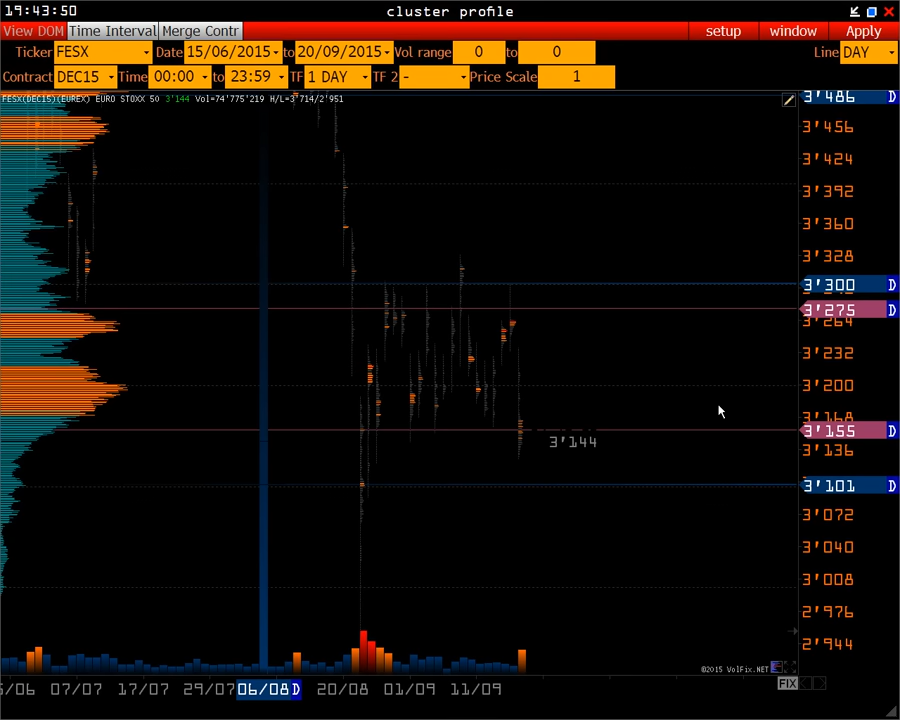 19:43:50 cluster profile
View DOM Time Interval Merge Contr setup window Apply
Ticker FESX Date 15/06/2015 to 20/09/2015 Vol range 0 to 0 Line DAY
Contract DEC15 Time 00:00 to 23:59 TF 1 DAY TF 2 - Price Scale 1
FESX(DEC15)(EUREX) EURO STOXX 50 3'144 Vol=74'775'219 H/L=3'714/2'951
3'486 D
3'456
3'424
3'392
3'360
3'328
3'300 D
3'275 D
3'264
3'232
3'200
3'168
3'155 D
3'144
3'136
3'101 D
3'072
3'040
3'008
2'976
2'944
©2015 VolFix.NET
5/06 07/07 17/07 29/07 06/08 D 20/08 01/09 11/09
FIX